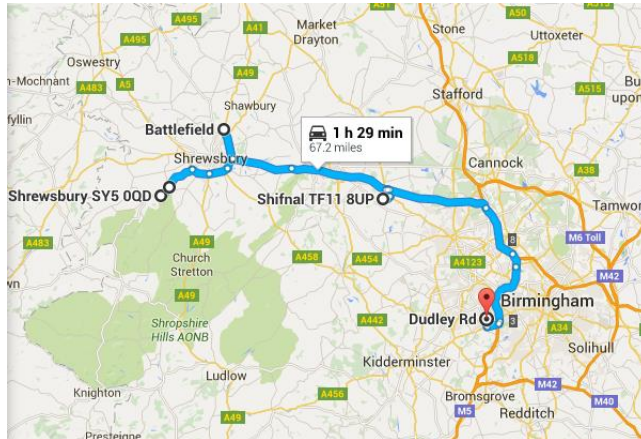 A495
A41
Market
Drayton
Stone
A50
A515
Uttoxeter
Oswestry
A495
A49
A518
n-Mochnant
A483
A5
Shawbury
Stafford
A515
Bu
upon
fyllin
Battlefield
1 h 29 min
67.2 miles
Cannock
A38
Shrewsbury
Shrewsbury SY5 0QD
Shifnal TF11 8UP
Tamwo
A483
A49
Church
Stretton
A458
A454
A4123
8
M6 Toll
M42
A49
Shropshire
Hills AONB
A442
Dudley Rd
Birmingham
3
A34
Solihull
Kidderminster
Ludlow
A456
Knighton
A49
Bromsgrove
M5
M42
M40
Redditch
Presteigne